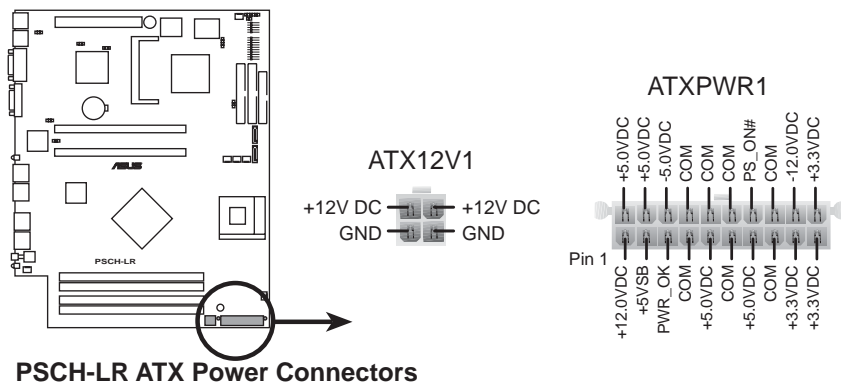 ATXPWR1
+5.0VDC
+5.0VDC
-5.0VDC
COM
COM
COM
PS_ON#
COM
-12.0VDC
+3.3VDC
ATX12V1
+12V DC
+12V DC
GND
GND
Pin 1
+12.0VDC
+5VSB
PWR_OK
COM
+5.0VDC
COM
+5.0VDC
COM
+3.3VDC
+3.3VDC
ASUS
PSCH-LR
PSCH-LR ATX Power Connectors